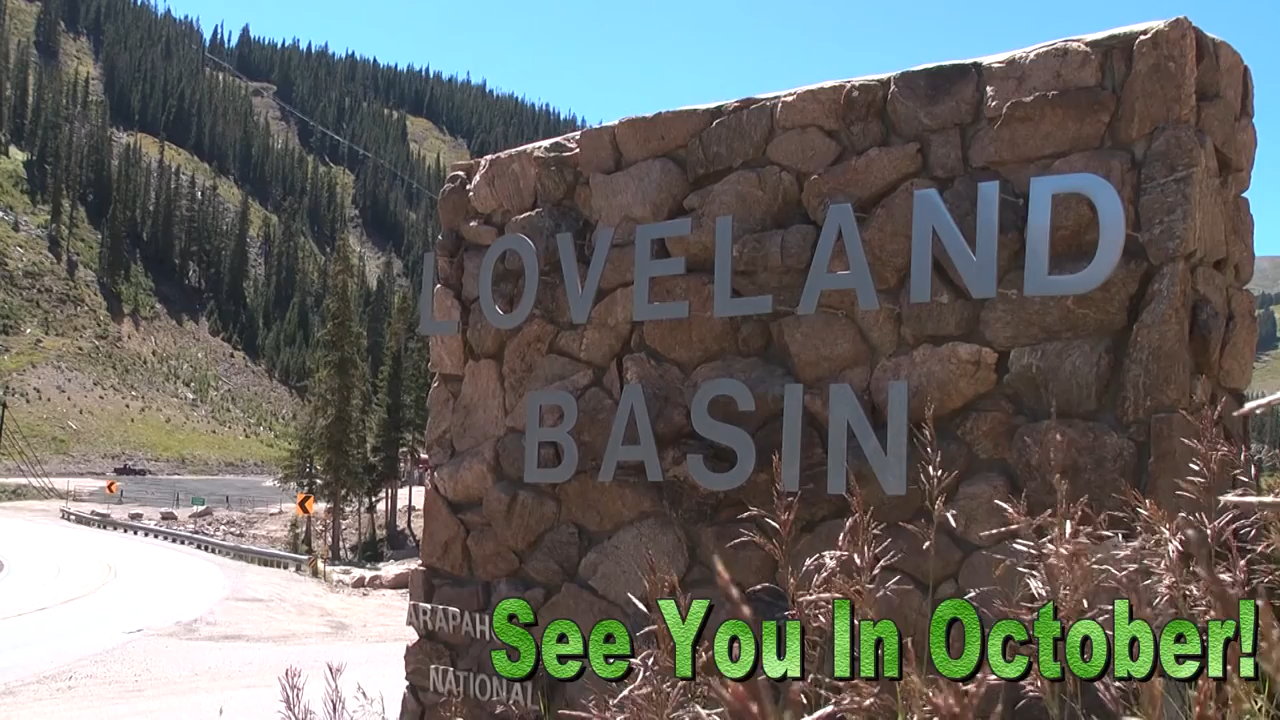 LOVELAND
BASIN
ARAPAH
NATIONAL
See You In October!